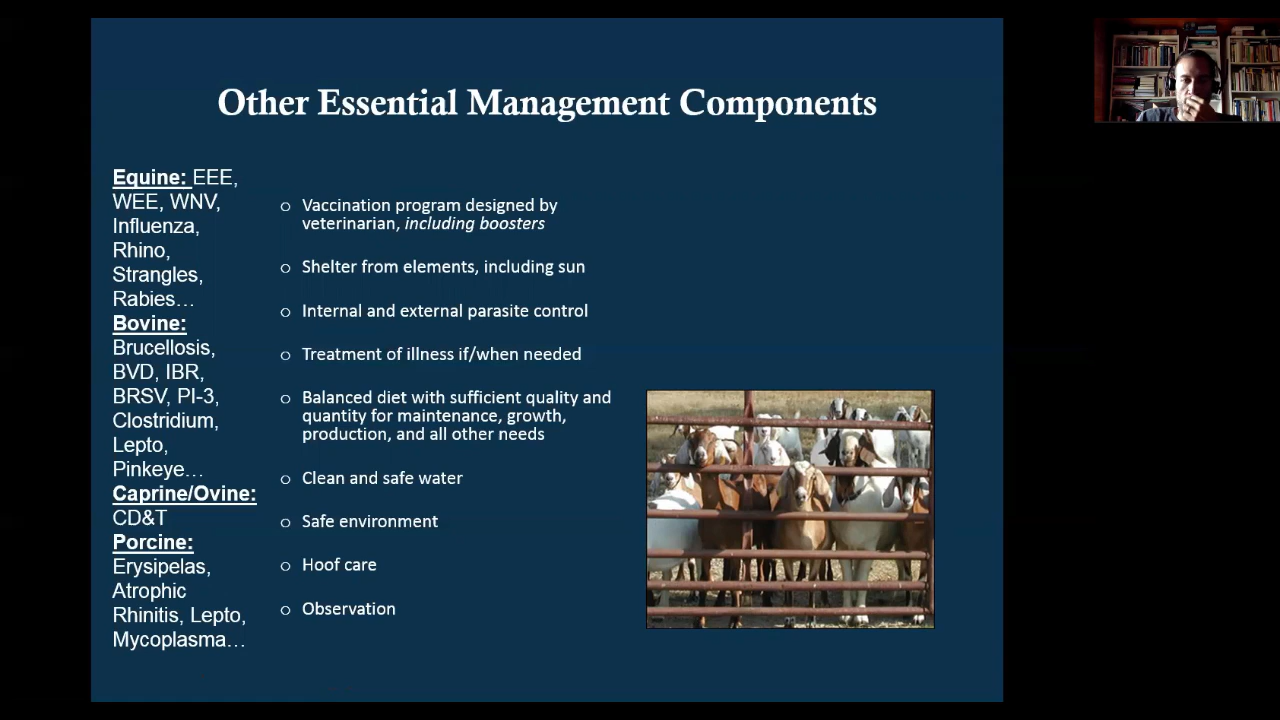 Other Essential Management Components
Equine: EEE,
WEE, WNV,
Influenza,
Rhino,
Strangles,
Rabies…
Bovine:
Brucellosis,
BVD, IBR,
BRSV, PI-3,
Clostridium,
Lepto,
Pinkeye…
Caprine/Ovine:
CD&T
Porcine:
Erysipelas,
Atrophic
Rhinitis, Lepto,
Mycoplasma…
o Vaccination program designed by
veterinarian, including boosters
o Shelter from elements, including sun
o Internal and external parasite control
o Treatment of illness if/when needed
o Balanced diet with sufficient quality and
quantity for maintenance, growth,
production, and all other needs
o Clean and safe water
o Safe environment
o Hoof care
o Observation